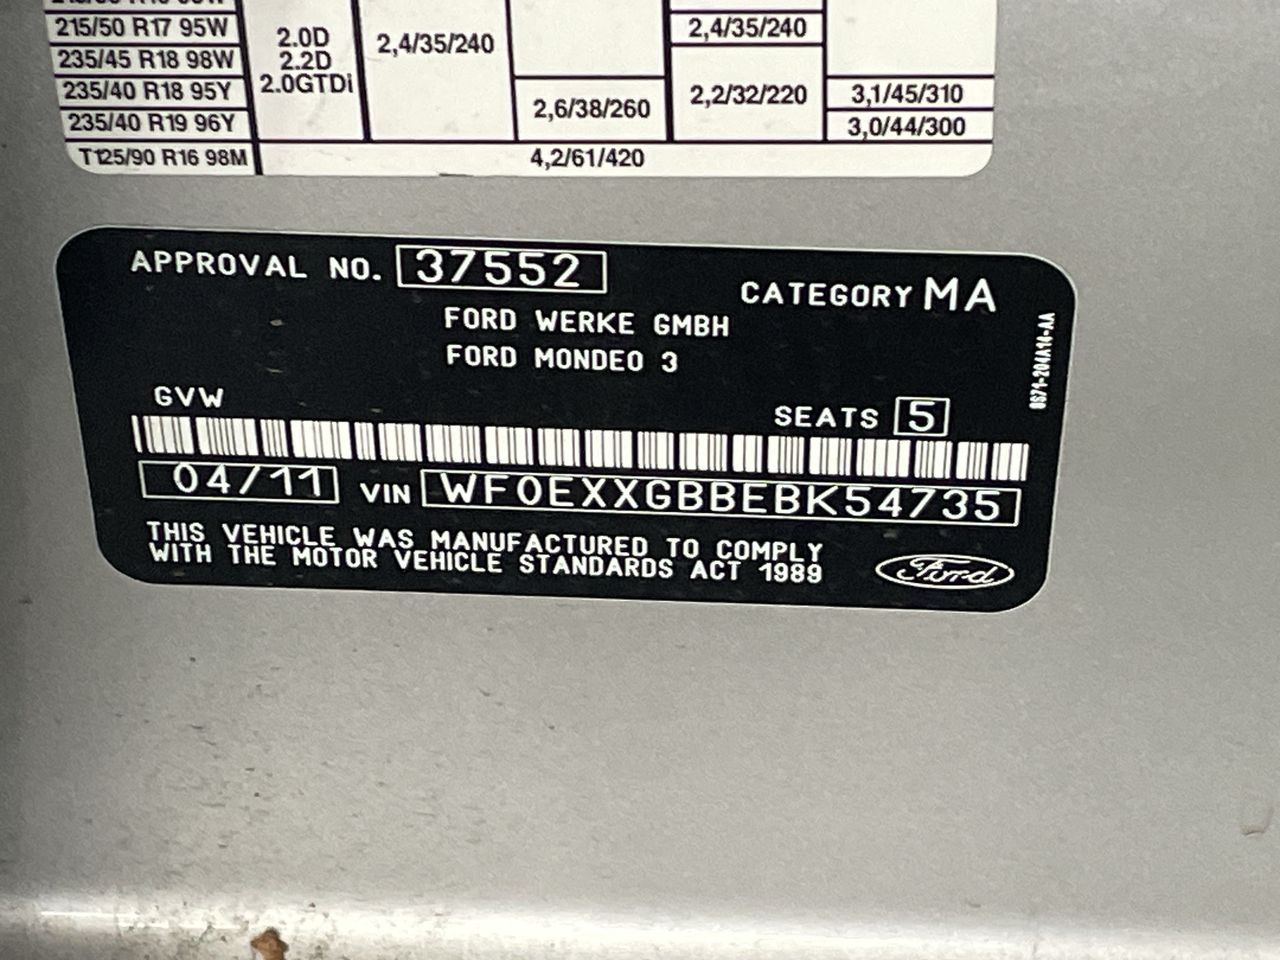 215/50 R17 95W
235/45 R18 98W
235/40 R18 95Y
235/40 R19 96Y
T125/90 R16 98M
2.0D
2.2D
2.0GTDi
2,4/35/240
2,6/38/260
2,4/35/240
2,2/32/220
3,1/45/310
3,0/44/300
4,2/61/420
APPROVAL NO. 37552
CATEGORY MA
FORD WERKE GMBH
FORD MONDEO 3
GVW
SEATS 5
04/11 VIN WF0EXXGBBEBK54735
THIS VEHICLE WAS MANUFACTURED TO COMPLY
WITH THE MOTOR VEHICLE STANDARDS ACT 1989
Ford